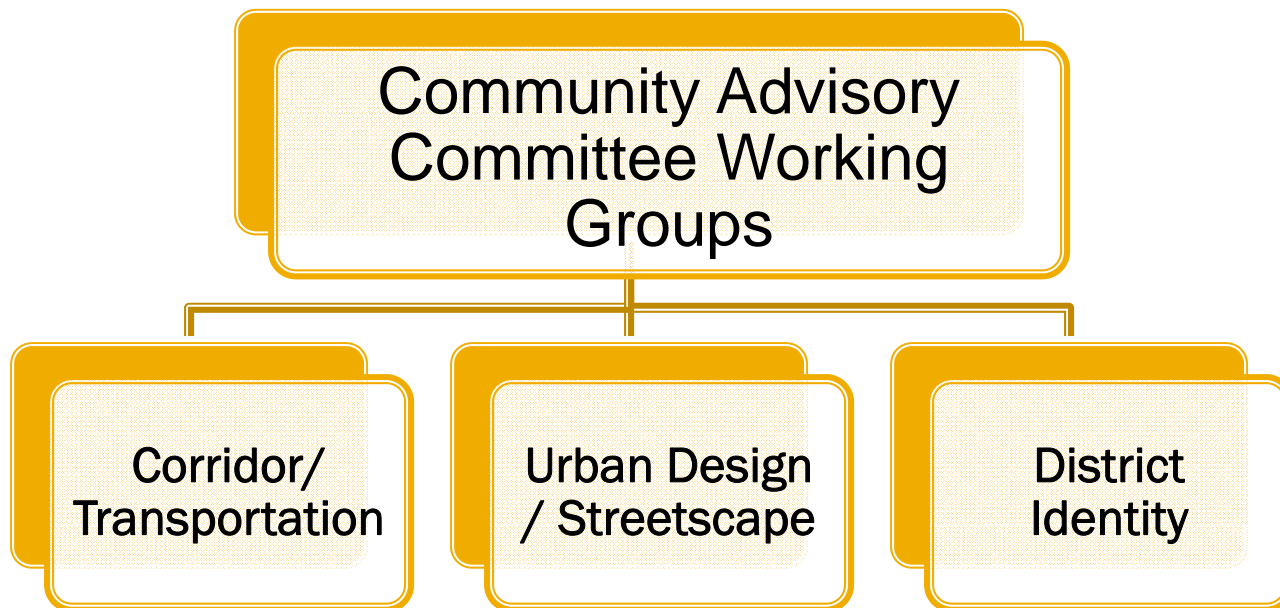 Community Advisory
Committee Working
Groups
Corridor/
Transportation
Urban Design
/ Streetscape
District
Identity